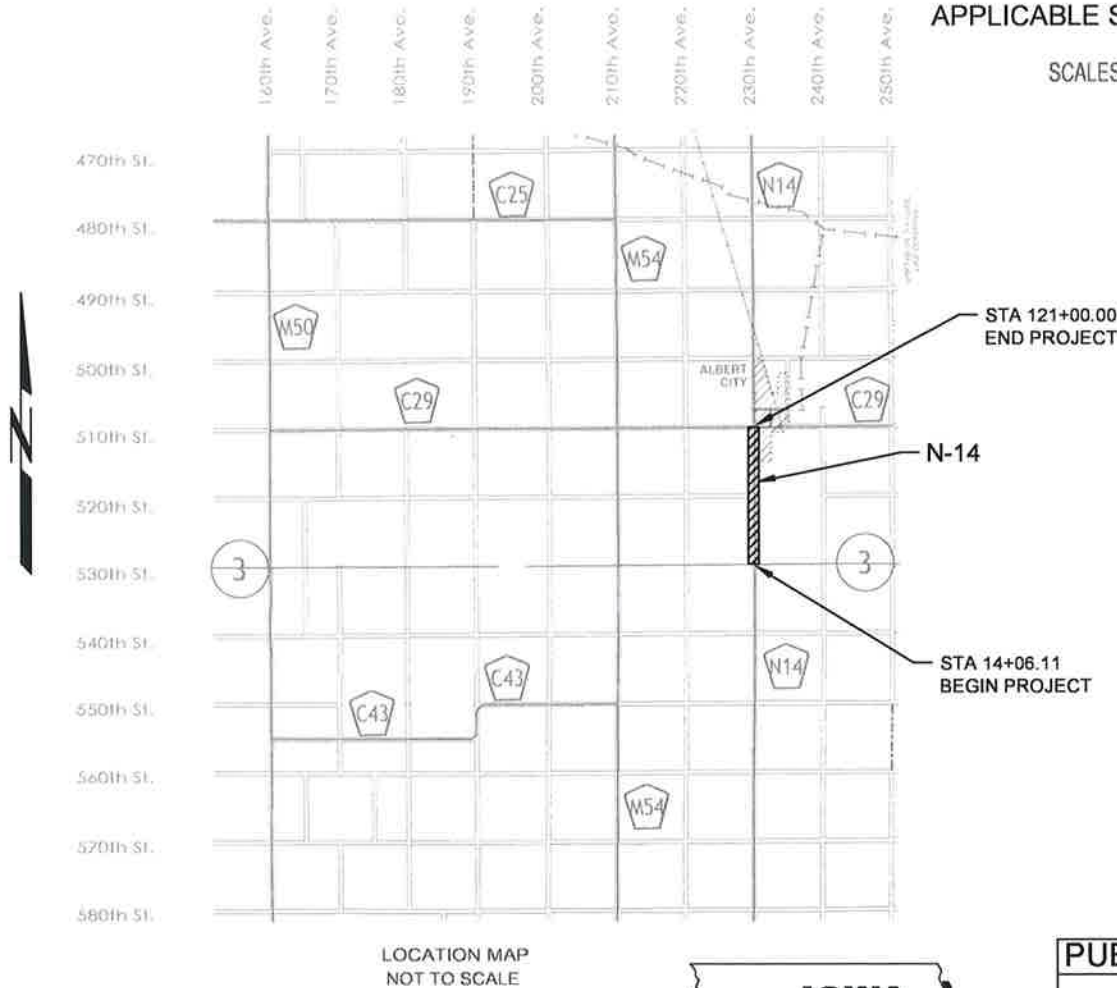 APPLICABLE S
SCALES
160th Ave.
170th Ave.
180th Ave.
190th Ave.
200th Ave.
210th Ave.
220th Ave.
230th Ave.
240th Ave.
250th Ave.
470th St.
480th St.
490th St.
500th St.
510th St.
520th St.
530th St.
540th St.
550th St.
560th St.
570th St.
580th St.
C25
N14
M54
M50
ALBERT
CITY
C29
C29
STA 121+00.00
END PROJECT
N
N-14
3
3
STA 14+06.11
BEGIN PROJECT
N14
C43
C43
M54
LOCATION MAP
NOT TO SCALE
IOWA